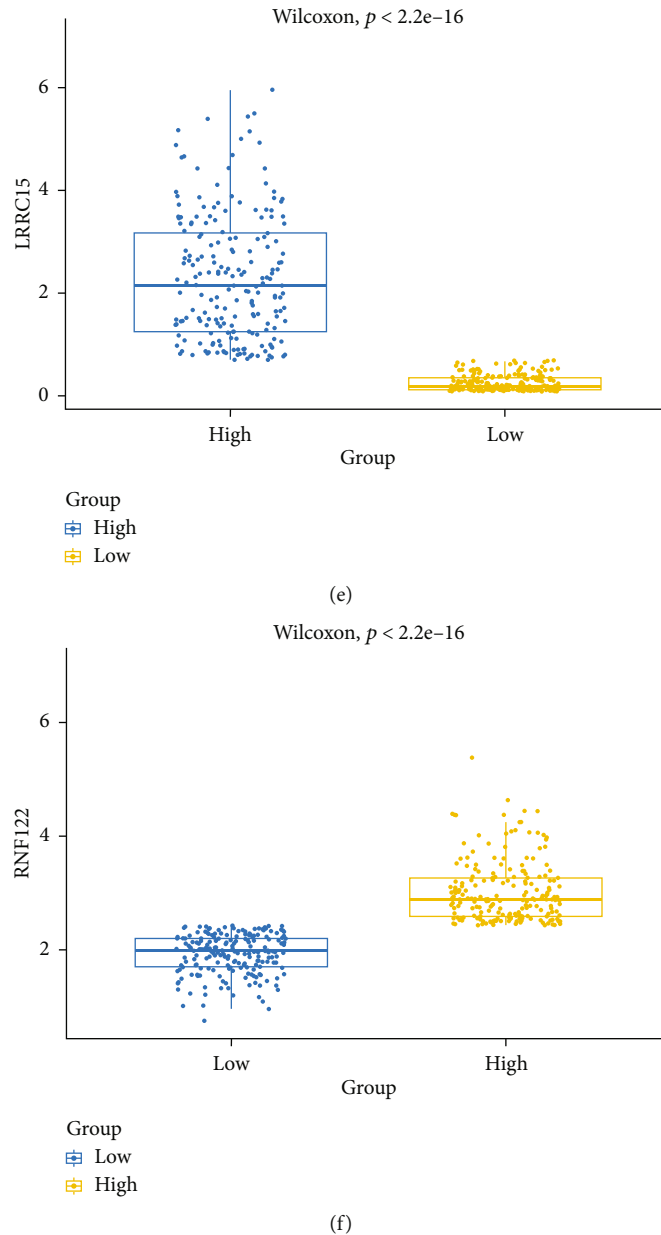 Wilcoxon, p < 2.2e–16
LRRC15
6
4
2
0
High
Low
Group
Group
High
Low
(e)
Wilcoxon, p < 2.2e–16
RNF122
6
4
2
Low
High
Group
Group
Low
High
(f)